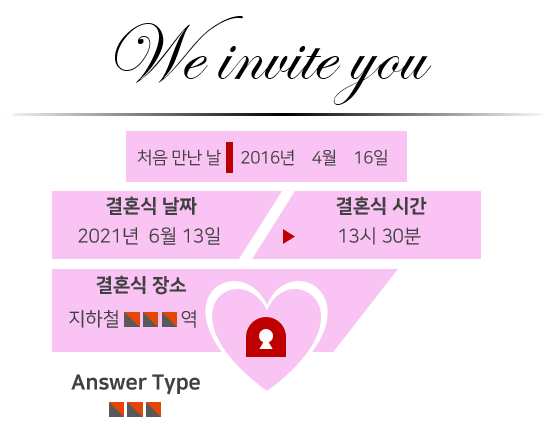 We invite you
처음 만난 날 2016년 4월 16일
결혼식 날짜 결혼식 시간
2021년 6월 13일 13시 30분
결혼식 장소
지하철 역
Answer Type